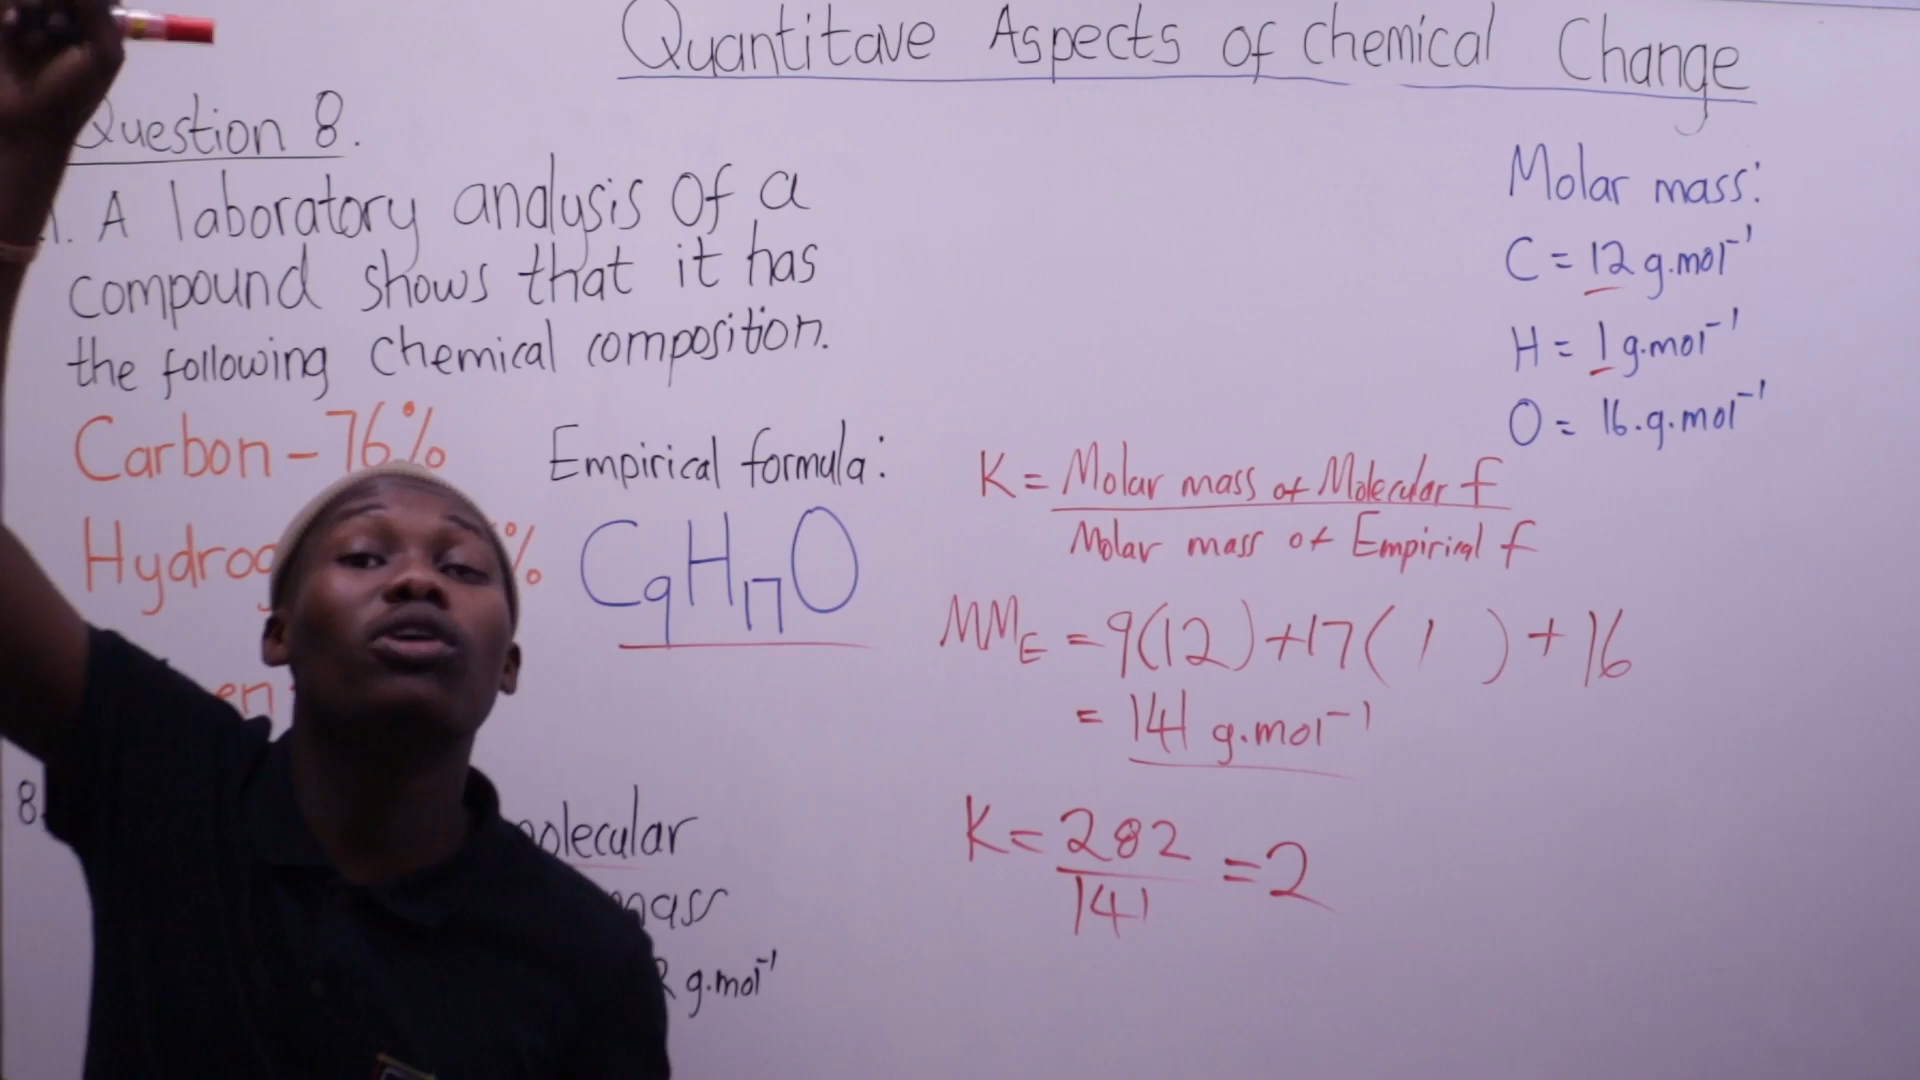 Quantitave Aspects of chemical Change
Question 8.
1. A laboratory analysis of a
compound shows that it has
the following chemical composition.
Carbon - 76%
Hydrog %
en
Empirical formula:
C9H17O
8.
molecular
mass
g.mol⁻¹
K = Molar mass of Molecular f
Molar mass of Empirical f
MME = 9(12) + 17( 1 ) + 16
= 141 g.mol⁻¹
K = 282 = 2
141
Molar mass:
C = 12 g.mol⁻¹
H = 1 g.mol⁻¹
O = 16.g.mol⁻¹